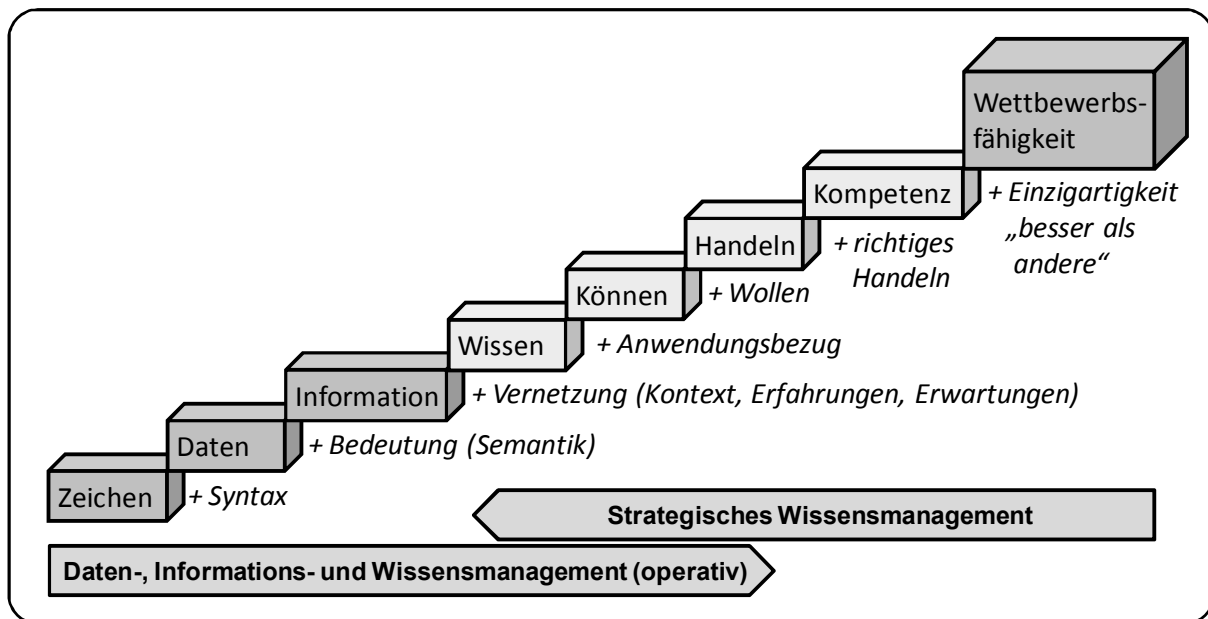 Wettbewerbs-
fähigkeit
Kompetenz
+ Einzigartigkeit
„besser als
andere“
Handeln
+ richtiges
Handeln
Können
+ Wollen
Wissen
+ Anwendungsbezug
Information
+ Vernetzung (Kontext, Erfahrungen, Erwartungen)
Daten
+ Bedeutung (Semantik)
Zeichen
+ Syntax
Strategisches Wissensmanagement
Daten-, Informations- und Wissensmanagement (operativ)